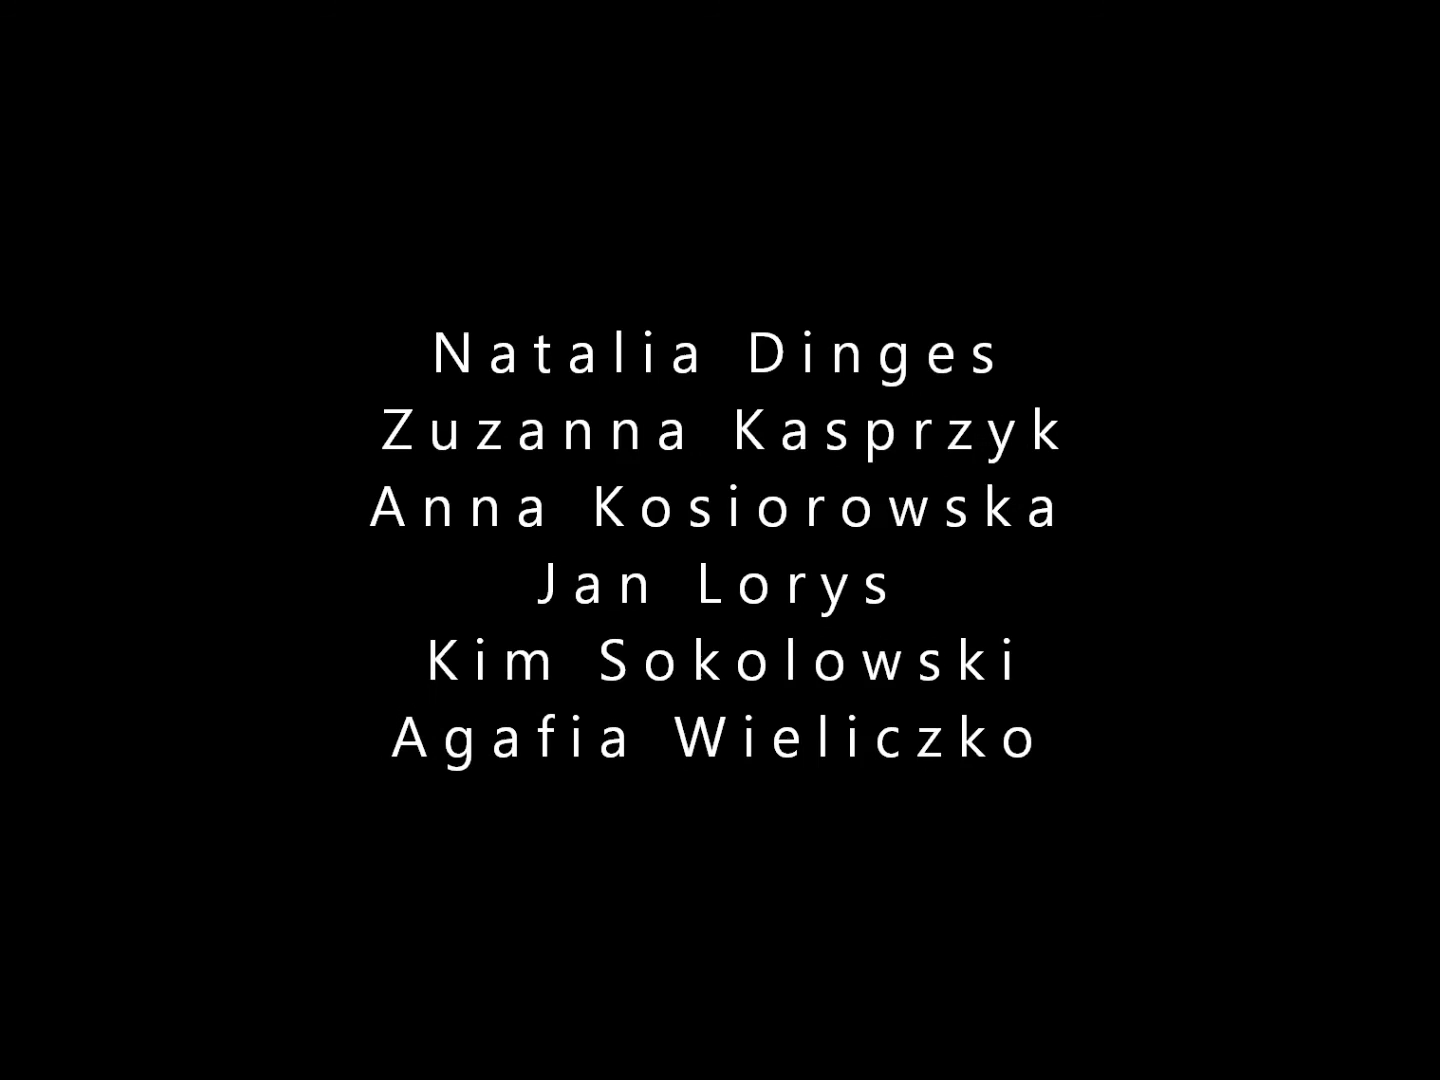 Natalia Dinges
Zuzanna Kasprzyk
Anna Kosiorowska
Jan Lorys
Kim Sokolowski
Agafia Wieliczko